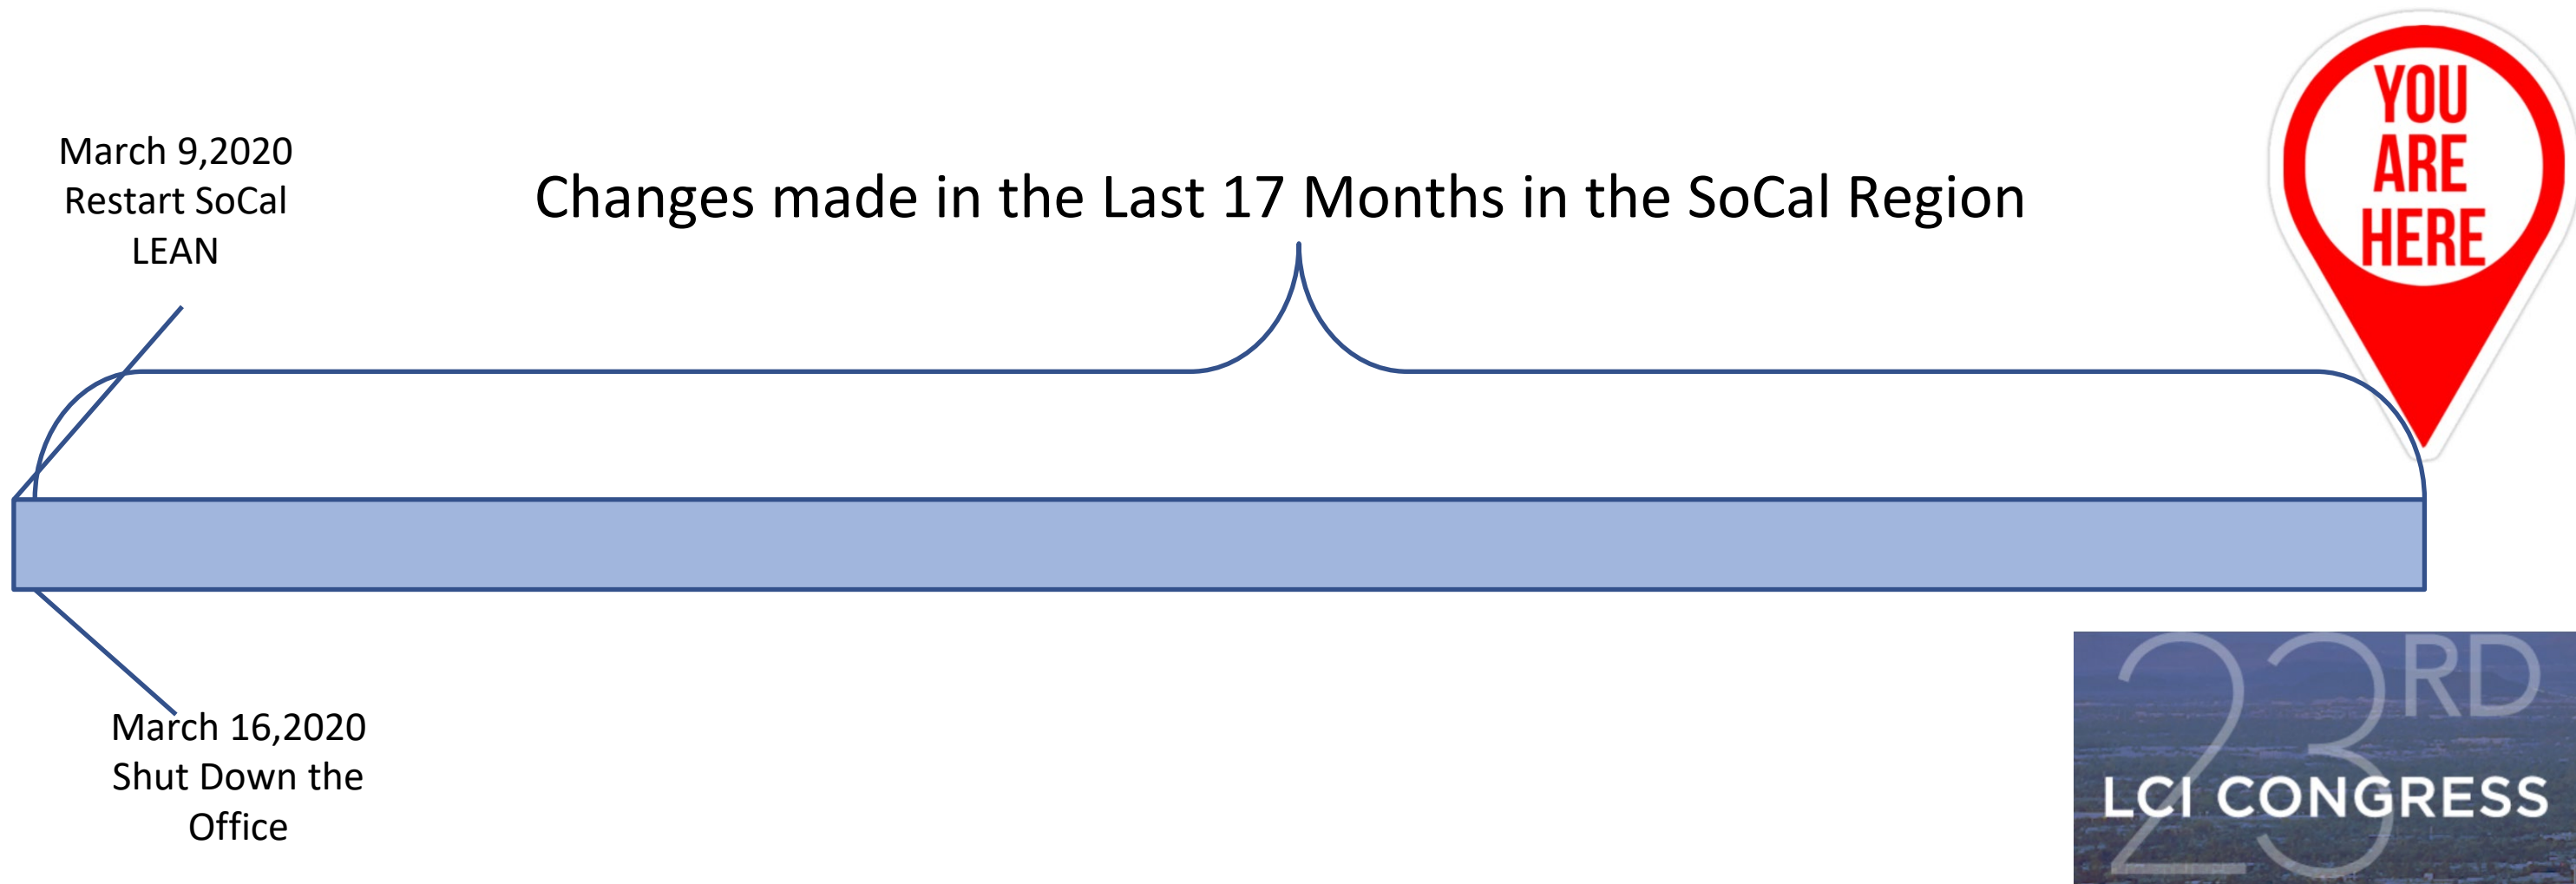 March 9,2020
Restart SoCal
LEAN
Changes made in the Last 17 Months in the SoCal Region
YOU
ARE
HERE
March 16,2020
Shut Down the
Office
23RD
LCI CONGRESS